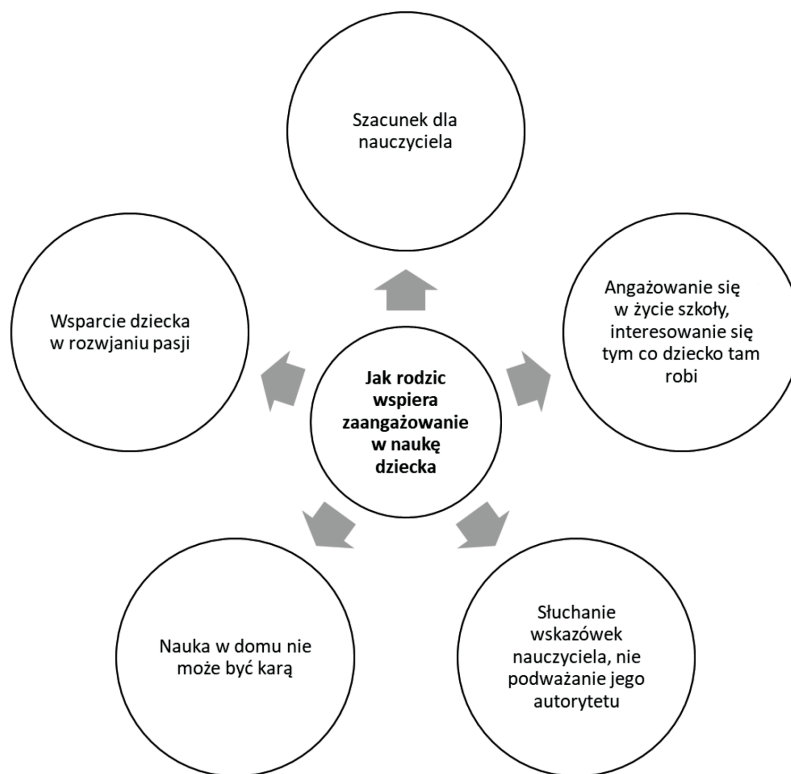 Szacunek dla
nauczyciela
Wsparcie dziecka
w rozwjaniu pasji
Angażowanie się
w życie szkoły,
interesowanie się
tym co dziecko tam
robi
Jak rodzic
wspiera
zaangażowanie
w naukę
dziecka
Nauka w domu nie
może być karą
Słuchanie
wskazówek
nauczyciela, nie
podważanie jego
autorytetu